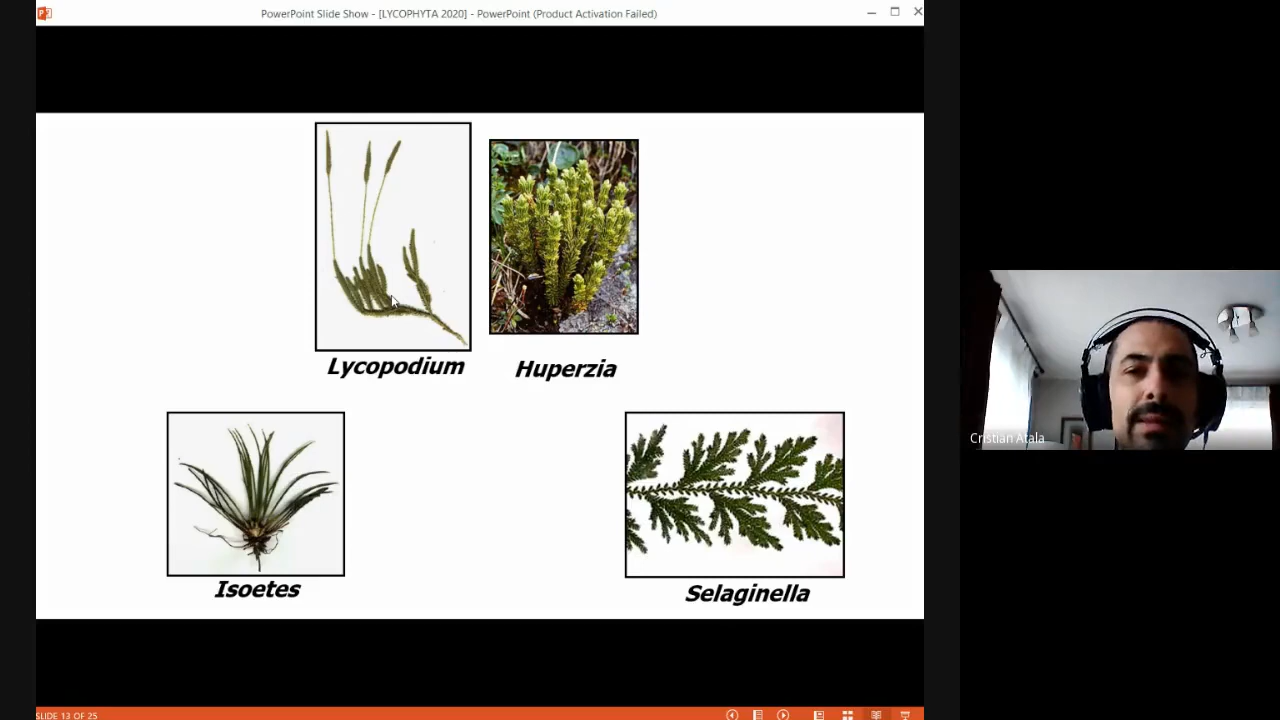 PowerPoint Slide Show - [LYCOPHYTA 2020] - PowerPoint (Product Activation Failed)
Lycopodium
Huperzia
Cristian Atala
Isoetes
Selaginella
SLIDE 13 OF 25